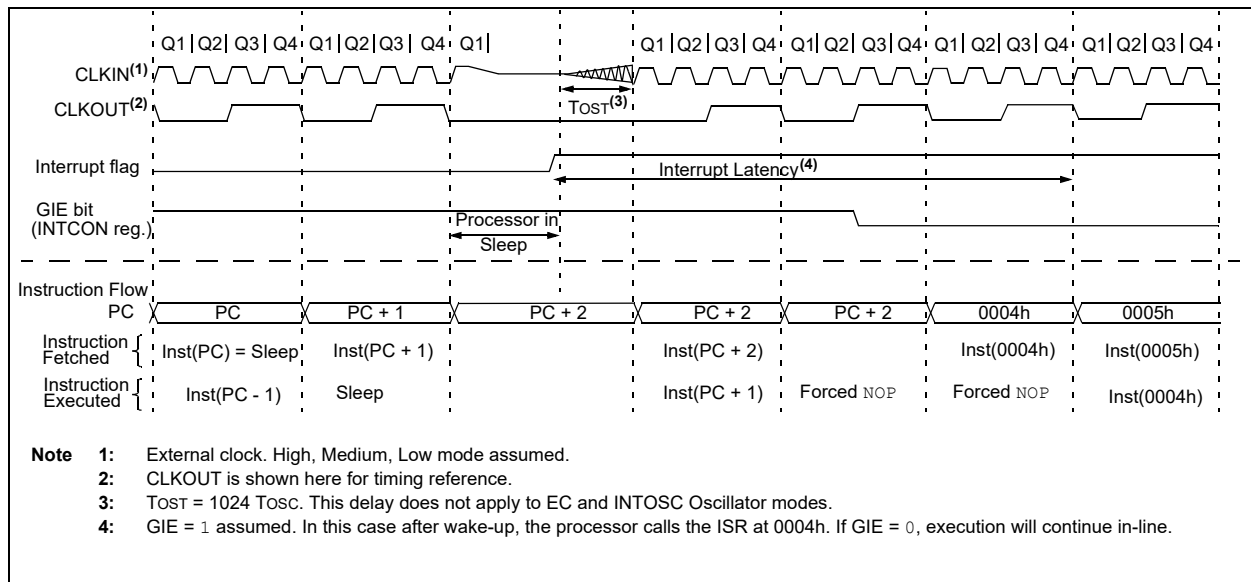 Q1 Q2 Q3 Q4 Q1 Q2 Q3 Q4 Q1 Q1 Q2 Q3 Q4 Q1 Q2 Q3 Q4 Q1 Q2 Q3 Q4 Q1 Q2 Q3 Q4
CLKIN(1)
CLKOUT(2)
TOST(3)
Interrupt flag
Interrupt Latency(4)
GIE bit
(INTCON reg.)
Processor in
Sleep
Instruction Flow
PC PC PC + 1 PC + 2 PC + 2 PC + 2 0004h 0005h
Instruction
Fetched
Inst(PC) = Sleep Inst(PC + 1) Inst(PC + 2) Inst(0004h) Inst(0005h)
Instruction
Executed
Inst(PC - 1) Sleep Inst(PC + 1) Forced NOP Forced NOP Inst(0004h)
Note 1: External clock. High, Medium, Low mode assumed.
2: CLKOUT is shown here for timing reference.
3: TOST = 1024 TOSC. This delay does not apply to EC and INTOSC Oscillator modes.
4: GIE = 1 assumed. In this case after wake-up, the processor calls the ISR at 0004h. If GIE = 0, execution will continue in-line.